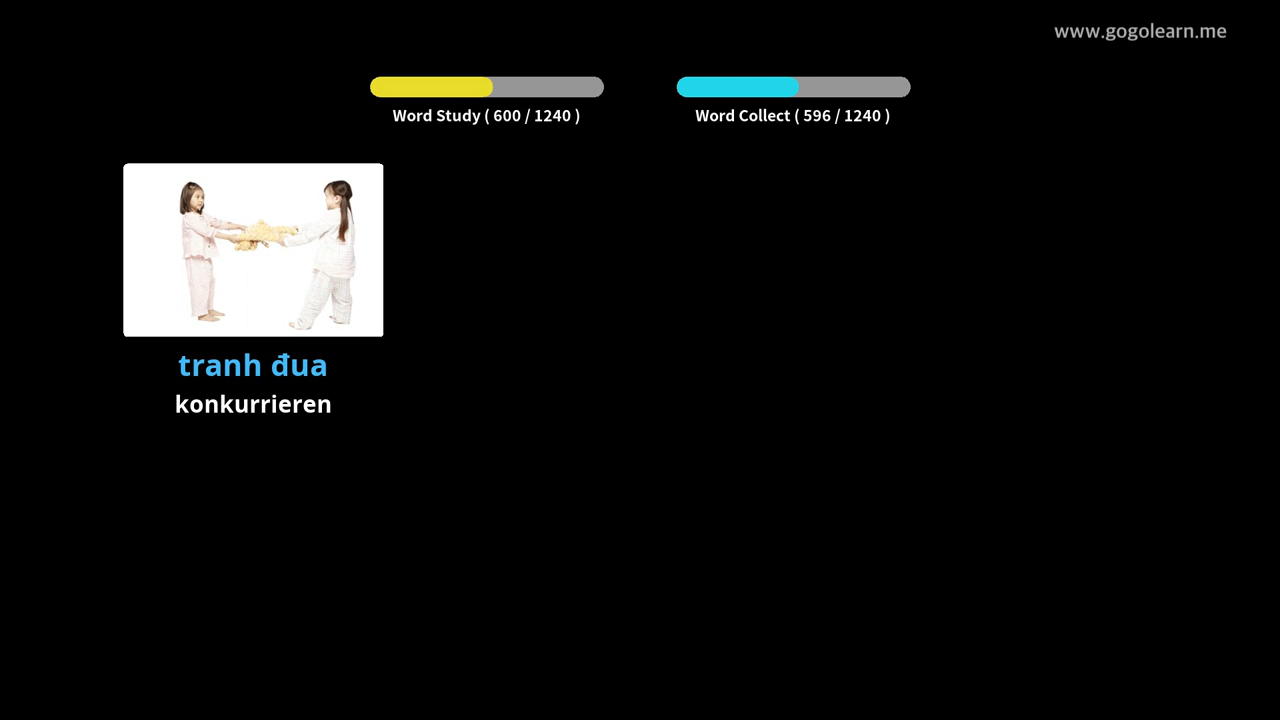 www.gogolearn.me
Word Study ( 600 / 1240 )
Word Collect ( 596 / 1240 )
tranh đua
konkurrieren